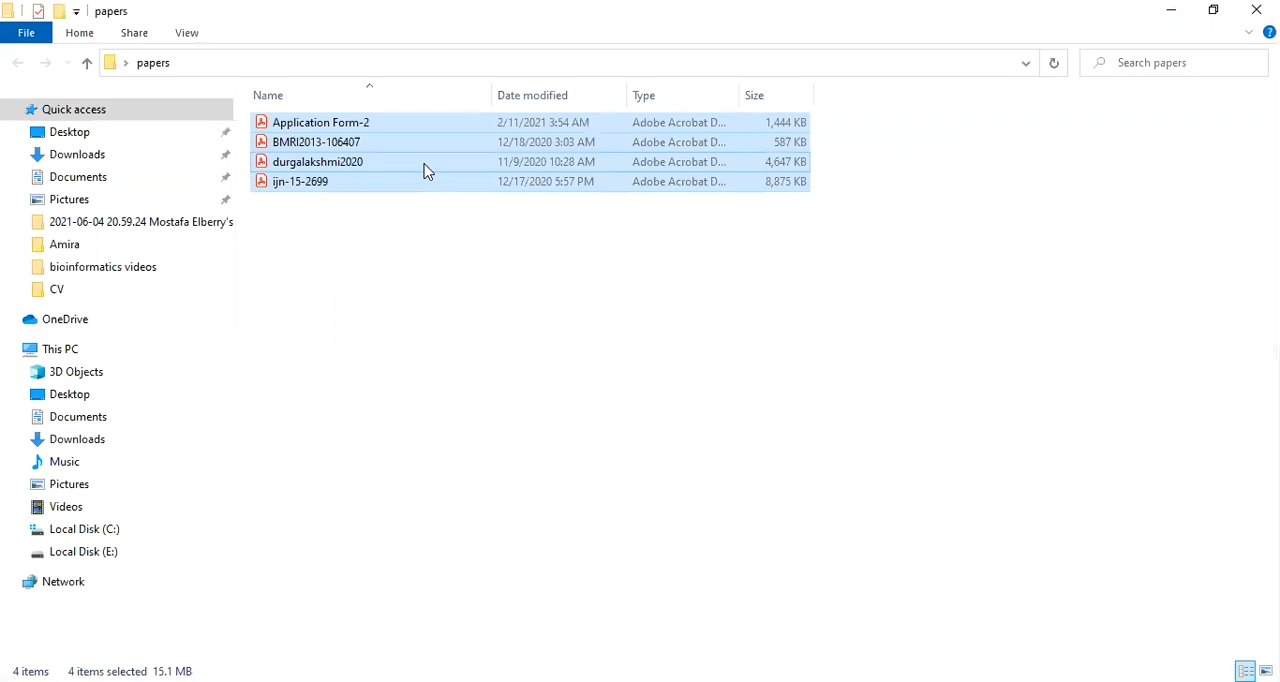 papers
File Home Share View
papers
Search papers
Name Date modified Type Size
Quick access
Desktop
Downloads
Documents
Pictures
2021-06-04 20.59.24 Mostafa Elberry's
Amira
bioinformatics videos
CV
OneDrive
This PC
3D Objects
Desktop
Documents
Downloads
Music
Pictures
Videos
Local Disk (C:)
Local Disk (E:)
Network
Application Form-2 2/11/2021 3:54 AM Adobe Acrobat D... 1,444 KB
BMRI2013-106407 12/18/2020 3:03 AM Adobe Acrobat D... 587 KB
durgalakshmi2020 11/9/2020 10:28 AM Adobe Acrobat D... 4,647 KB
ijn-15-2699 12/17/2020 5:57 PM Adobe Acrobat D... 8,875 KB
4 items 4 items selected 15.1 MB